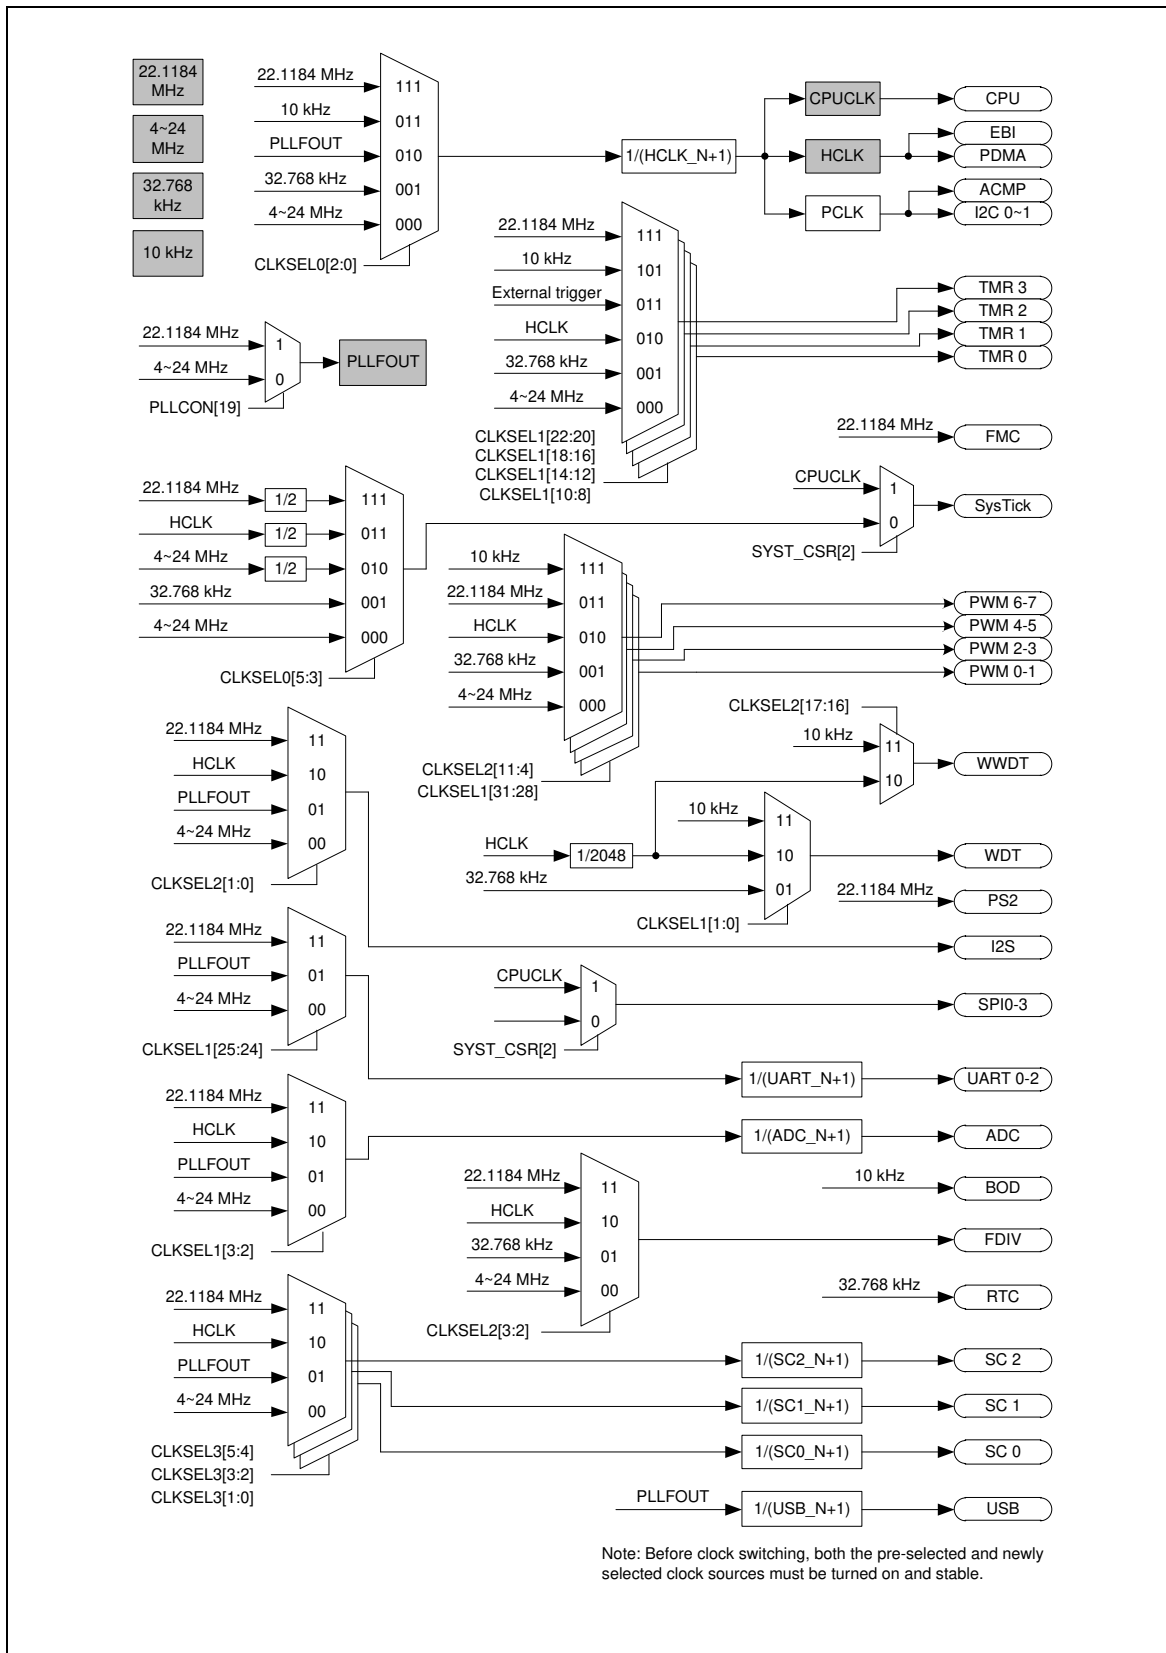 22.1184
MHz
4~24
MHz
32.768
kHz
10 kHz
22.1184 MHz
10 kHz
PLLFOUT
32.768 kHz
4~24 MHz
111
011
010
001
000
CLKSEL0[2:0]
1/(HCLK_N+1)
CPUCLK
HCLK
PCLK
CPU
EBI
PDMA
ACMP
I2C 0~1
22.1184 MHz
10 kHz
External trigger
HCLK
32.768 kHz
4~24 MHz
111
101
011
010
001
000
CLKSEL1[22:20]
CLKSEL1[18:16]
CLKSEL1[14:12]
CLKSEL1[10:8]
TMR 3
TMR 2
TMR 1
TMR 0
22.1184 MHz
4~24 MHz
1
0
PLLCON[19]
PLLFOUT
22.1184 MHz
FMC
22.1184 MHz
HCLK
4~24 MHz
32.768 kHz
4~24 MHz
1/2
1/2
1/2
111
011
010
001
000
CLKSEL0[5:3]
CPUCLK
1
0
SYST_CSR[2]
SysTick
10 kHz
22.1184 MHz
HCLK
32.768 kHz
4~24 MHz
111
011
010
001
000
CLKSEL2[11:4]
CLKSEL1[31:28]
PWM 6-7
PWM 4-5
PWM 2-3
PWM 0-1
CLKSEL2[17:16]
10 kHz
11
10
WWDT
22.1184 MHz
HCLK
PLLFOUT
4~24 MHz
11
10
01
00
CLKSEL2[1:0]
10 kHz
HCLK
1/2048
32.768 kHz
11
10
01
CLKSEL1[1:0]
WDT
22.1184 MHz
PS2
I2S
22.1184 MHz
PLLFOUT
4~24 MHz
11
01
00
CLKSEL1[25:24]
CPUCLK
1
0
SYST_CSR[2]
SPI0-3
1/(UART_N+1)
UART 0-2
22.1184 MHz
HCLK
PLLFOUT
4~24 MHz
11
10
01
00
CLKSEL1[3:2]
1/(ADC_N+1)
ADC
10 kHz
BOD
22.1184 MHz
HCLK
32.768 kHz
4~24 MHz
11
10
01
00
CLKSEL2[3:2]
FDIV
32.768 kHz
RTC
22.1184 MHz
HCLK
PLLFOUT
4~24 MHz
11
10
01
00
CLKSEL3[5:4]
CLKSEL3[3:2]
CLKSEL3[1:0]
1/(SC2_N+1)
SC 2
1/(SC1_N+1)
SC 1
1/(SC0_N+1)
SC 0
PLLFOUT
1/(USB_N+1)
USB
Note: Before clock switching, both the pre-selected and newly
selected clock sources must be turned on and stable.